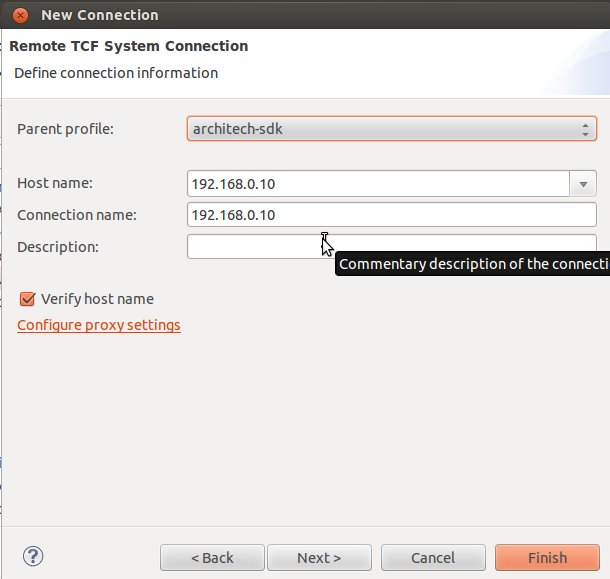 New Connection
Remote TCF System Connection
Define connection information
Parent profile: architech-sdk
Host name: 192.168.0.10
Connection name: 192.168.0.10
Description:
Commentary description of the connecti
Verify host name
Configure proxy settings
? < Back Next > Cancel Finish